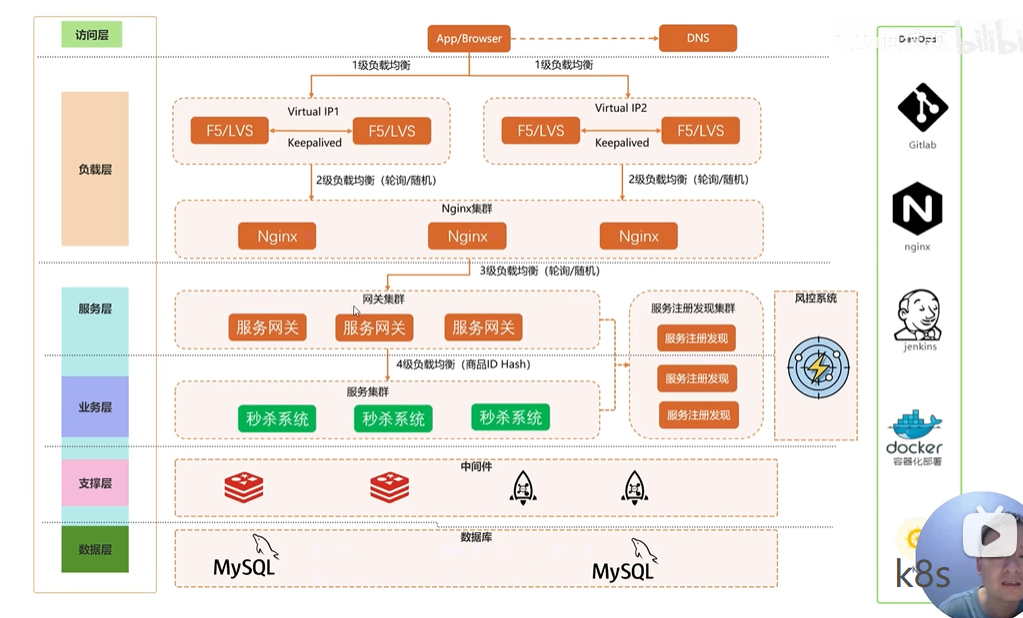 访问层
App/Browser
DNS
DevOps
bilibili
1级负载均衡
1级负载均衡
负载层
Virtual IP1
F5/LVS
F5/LVS
Keepalived
Virtual IP2
F5/LVS
F5/LVS
Keepalived
Gitlab
2级负载均衡（轮询/随机）
2级负载均衡（轮询/随机）
Nginx集群
Nginx
Nginx
Nginx
N
nginx
3级负载均衡（轮询/随机）
服务层
网关集群
服务网关
服务网关
服务网关
服务注册发现集群
服务注册发现
服务注册发现
服务注册发现
风控系统
jenkins
4级负载均衡（商品ID Hash）
业务层
服务集群
秒杀系统
秒杀系统
秒杀系统
docker
容器化部署
支撑层
中间件
数据层
数据库
MySQL
MySQL
k8s